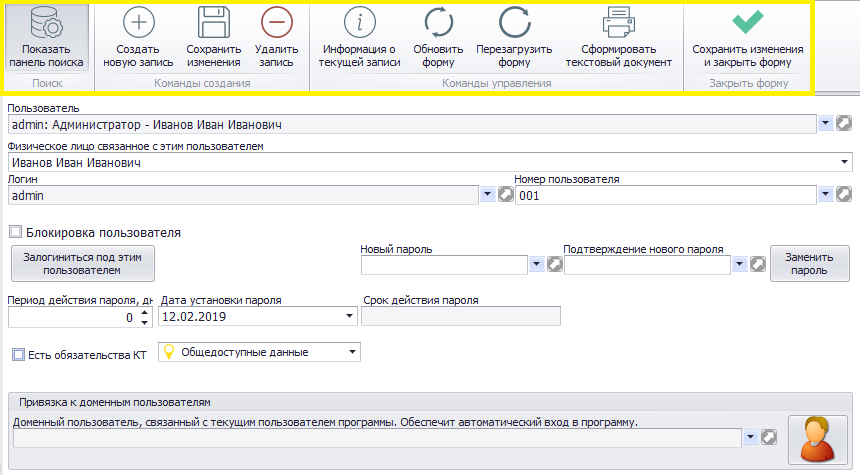 Показать панель поиска
Создать новую запись
Сохранить изменения
Удалить запись
Информация о текущей записи
Обновить форму
Перезагрузить форму
Сформировать текстовый документ
Сохранить изменения и закрыть форму
Поиск
Команды создания
Команды управления
Закрыть форму
Пользователь
admin: Администратор - Иванов Иван Иванович
Физическое лицо связанное с этим пользователем
Иванов Иван Иванович
Логин
Номер пользователя
admin
001
Блокировка пользователя
Залогиниться под этим пользователем
Новый пароль
Подтверждение нового пароля
Заменить пароль
Период действия пароля, дн
Дата установки пароля
Срок действия пароля
0
12.02.2019
Есть обязательства КТ
Общедоступные данные
Привязка к доменным пользователям
Доменный пользователь, связанный с текущим пользователем программы. Обеспечит автоматический вход в программу.